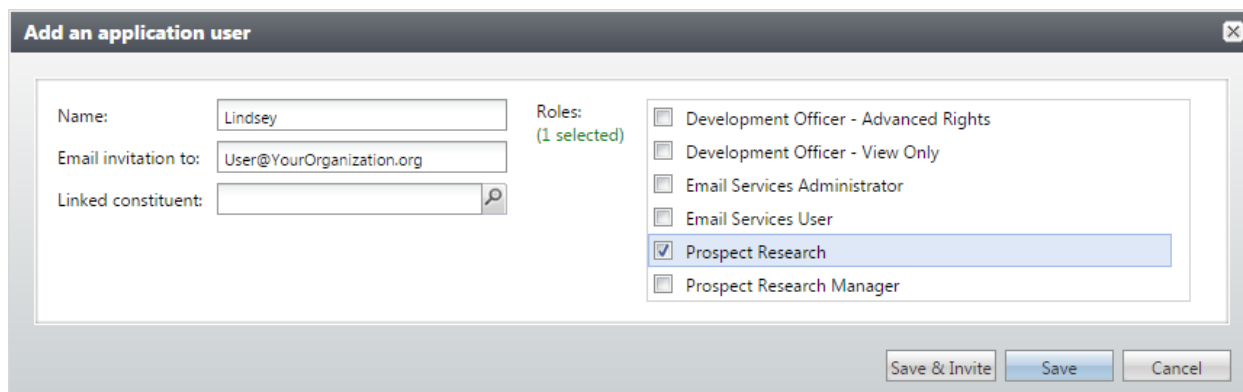 Add an application user
Name:
Lindsey
Email invitation to:
User@YourOrganization.org
Linked constituent:
Roles:
(1 selected)
Development Officer - Advanced Rights
Development Officer - View Only
Email Services Administrator
Email Services User
Prospect Research
Prospect Research Manager
Save & Invite
Save
Cancel